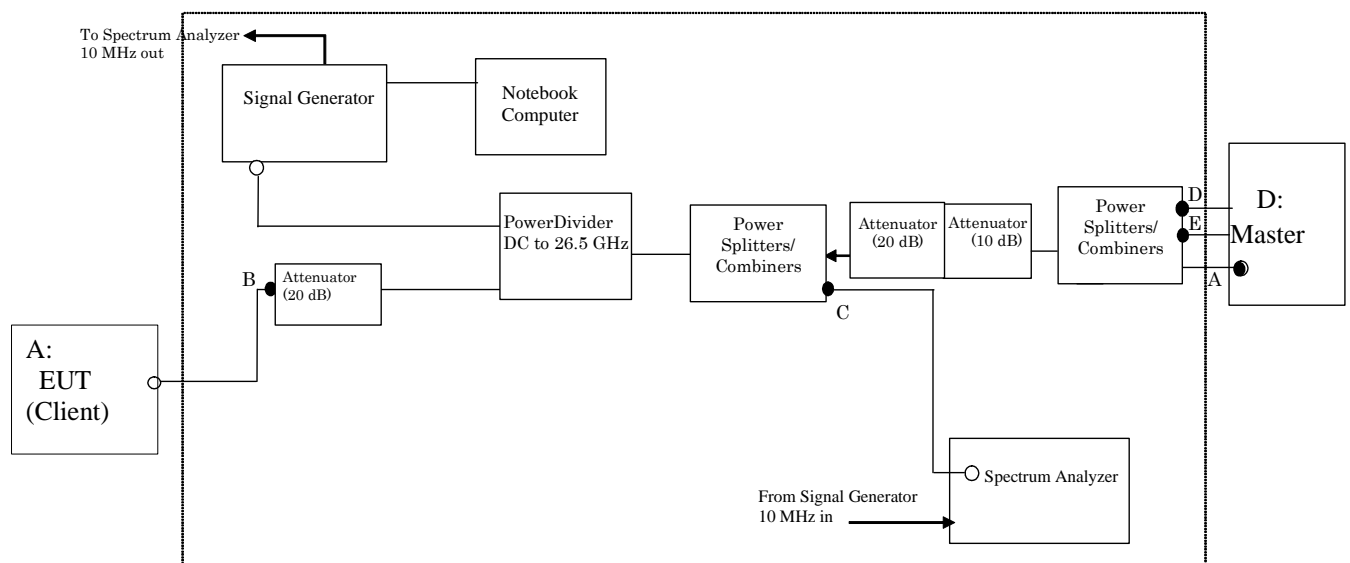 To Spectrum Analyzer
10 MHz out
Signal Generator
Notebook
Computer
PowerDivider
DC to 26.5 GHz
Power
Splitters/
Combiners
Attenuator
(20 dB)
Attenuator
(10 dB)
Power
Splitters/
Combiners
D
E
A
D:
Master
B
Attenuator
(20 dB)
C
A:
EUT
(Client)
Spectrum Analyzer
From Signal Generator
10 MHz in